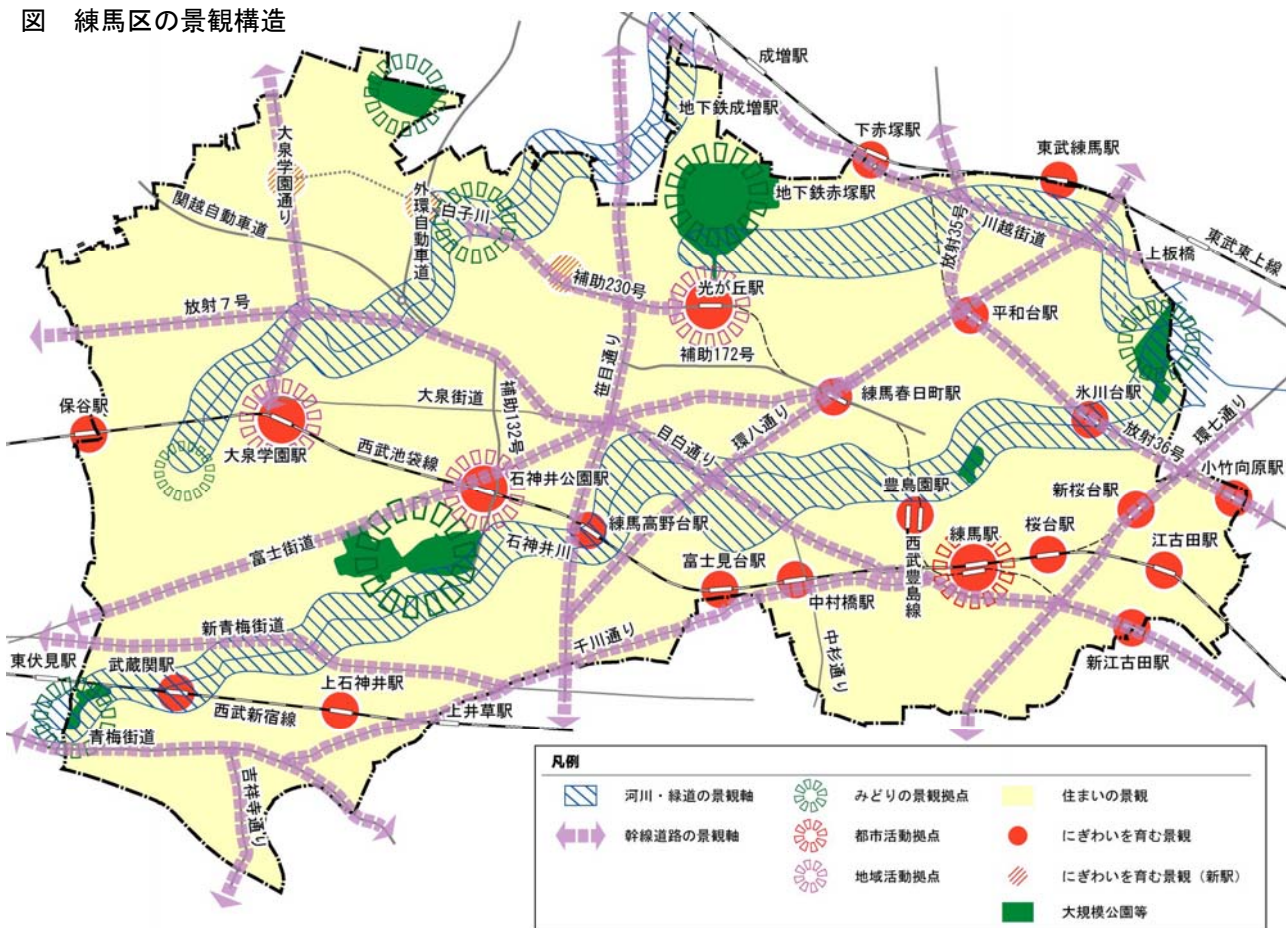 図 練馬区の景観構造
成増駅
地下鉄成増駅
下赤塚駅
東武練馬駅
大泉学園通り
関越自動車道
外環自動車道
白子川
地下鉄赤塚駅
放射35号
川越街道
上板橋
東武東上線
補助230号
光が丘駅
放射7号
平和台駅
補助172号
笹目通り
保谷駅
大泉街道
補助132号
練馬春日町駅
氷川台駅
大泉学園駅
西武池袋線
目白通り
環八通り
放射36号
環七通り
石神井公園駅
小竹向原駅
豊島園駅
新桜台駅
石神井川
練馬高野台駅
練馬駅
桜台駅
江古田駅
富士街道
富士見台駅
西武豊島線
中村橋駅
新青梅街道
千川通り
中杉通り
新江古田駅
東伏見駅
武蔵関駅
上石神井駅
西武新宿線
上井草駅
青梅街道
吉祥寺通り
凡例
河川・緑道の景観軸
みどりの景観拠点
住まいの景観
幹線道路の景観軸
都市活動拠点
にぎわいを育む景観
地域活動拠点
にぎわいを育む景観（新駅）
大規模公園等